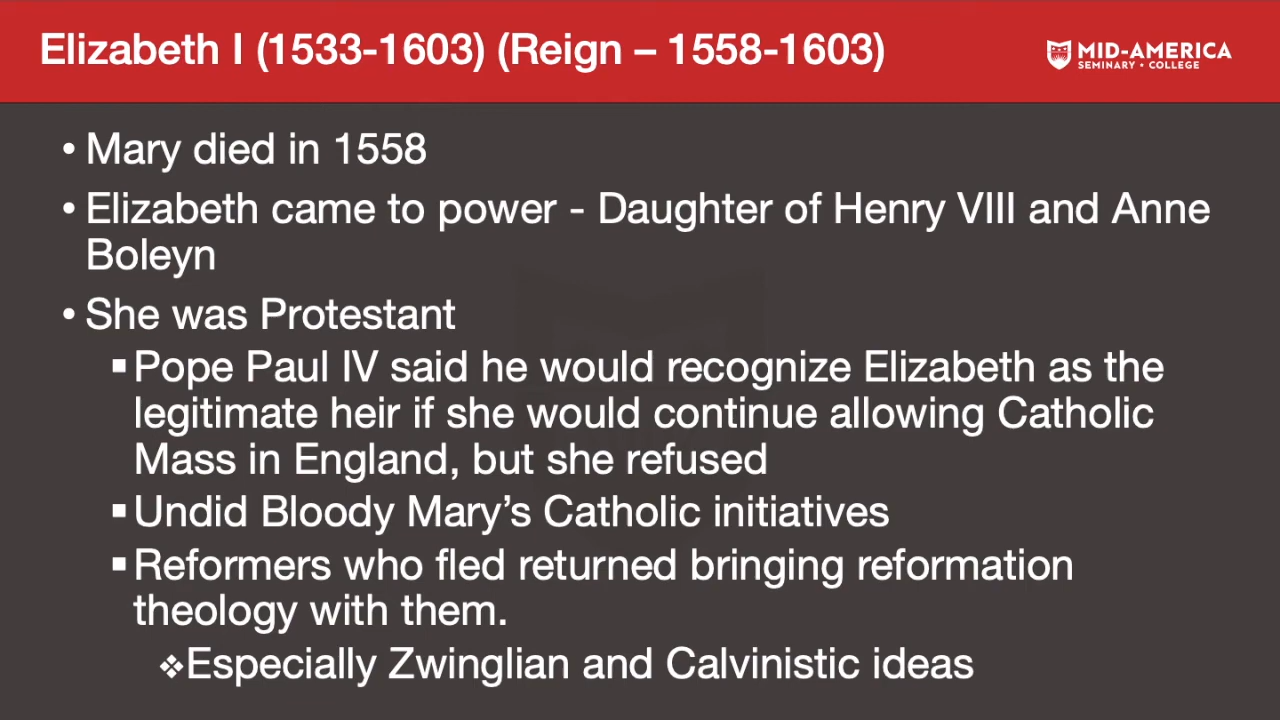 Elizabeth I (1533-1603) (Reign – 1558-1603)
MID-AMERICA
SEMINARY • COLLEGE
• Mary died in 1558
• Elizabeth came to power - Daughter of Henry VIII and Anne
Boleyn
• She was Protestant
▪ Pope Paul IV said he would recognize Elizabeth as the
legitimate heir if she would continue allowing Catholic
Mass in England, but she refused
▪ Undid Bloody Mary’s Catholic initiatives
▪ Reformers who fled returned bringing reformation
theology with them.
❖ Especially Zwinglian and Calvinistic ideas